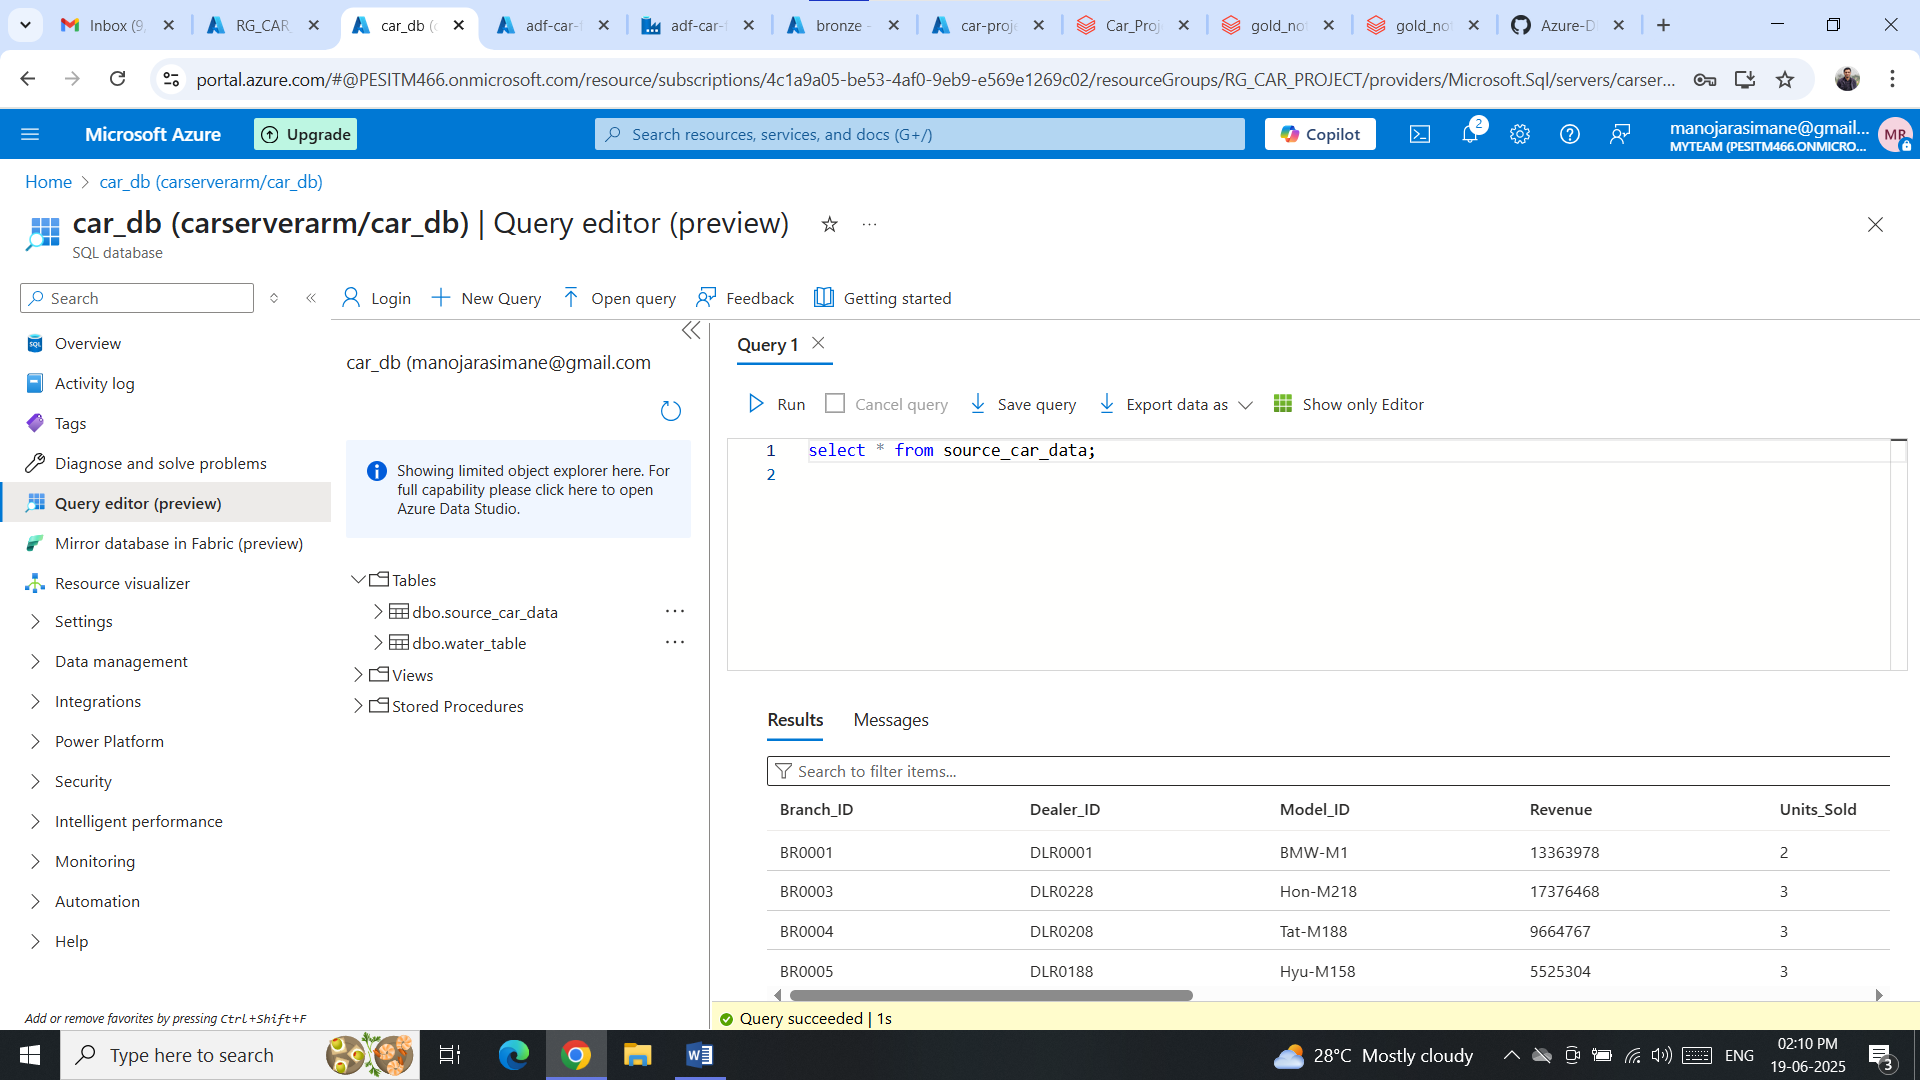 Inbox (9,
RG_CAR_
car_db (c
adf-car-f
adf-car-f
bronze -
car-proje
Car_Proje
gold_not
gold_not
Azure-D
portal.azure.com/#@PESITM466.onmicrosoft.com/resource/subscriptions/4c1a9a05-be53-4af0-9eb9-e569e1269c02/resourceGroups/RG_CAR_PROJECT/providers/Microsoft.Sql/servers/carser...
Microsoft Azure
Upgrade
Search resources, services, and docs (G+/)
Copilot
2
manojarasimane@gmail...
MYTEAM (PESITM466.ONMICRO...
MR
Home > car_db (carserverarm/car_db)
car_db (carserverarm/car_db) | Query editor (preview)
SQL database
Search
Login
New Query
Open query
Feedback
Getting started
Overview
Activity log
Tags
Diagnose and solve problems
Query editor (preview)
Mirror database in Fabric (preview)
Resource visualizer
Settings
Data management
Integrations
Power Platform
Security
Intelligent performance
Monitoring
Automation
Help
Add or remove favorites by pressing Ctrl+Shift+F
car_db (manojarasimane@gmail.com
Showing limited object explorer here. For
full capability please click here to open
Azure Data Studio.
Tables
dbo.source_car_data
dbo.water_table
Views
Stored Procedures
Query 1
Run
Cancel query
Save query
Export data as
Show only Editor
1 select * from source_car_data;
2
Results
Messages
Search to filter items...
Branch_ID Dealer_ID Model_ID Revenue Units_Sold
BR0001 DLR0001 BMW-M1 13363978 2
BR0003 DLR0228 Hon-M218 17376468 3
BR0004 DLR0208 Tat-M188 9664767 3
BR0005 DLR0188 Hyu-M158 5525304 3
Query succeeded | 1s
Type here to search
28°C Mostly cloudy
ENG
02:10 PM
19-06-2025
3